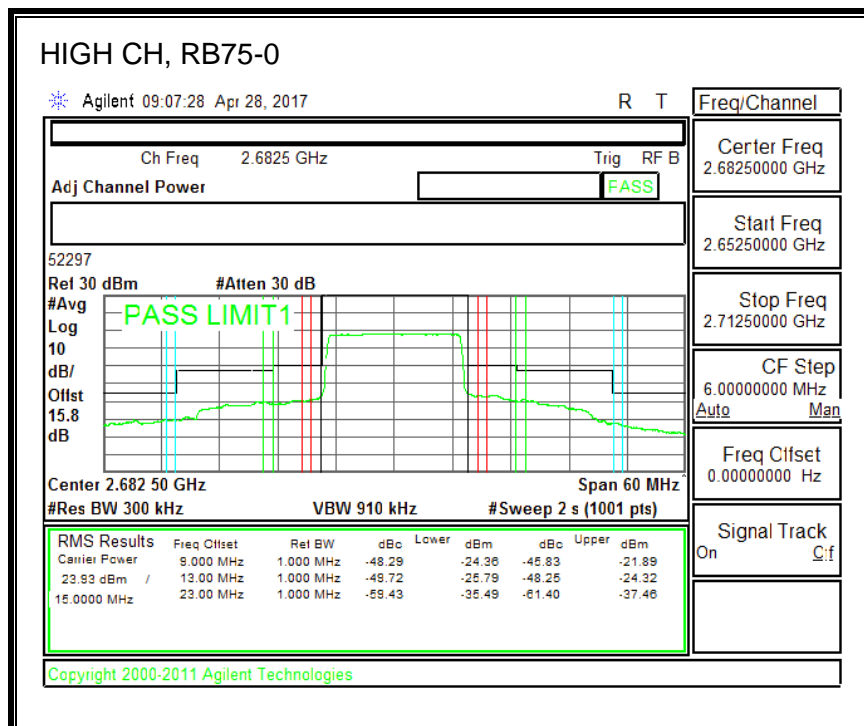 HIGH CH, RB75-0
Agilent 09:07:28 Apr 28, 2017 R T
Freq/Channel
Ch Freq 2.6825 GHz Trig RF B
Adj Channel Power PASS
Center Freq
2.68250000 GHz
Start Freq
2.65250000 GHz
Stop Freq
2.71250000 GHz
CF Step
6.00000000 MHz
Auto Man
Freq Offset
0.00000000 Hz
Signal Track
On Off
52297
Ref 30 dBm #Atten 30 dB
#Avg
Log
10
dB/
Offst
15.8
dB
PASS LIMIT1
Center 2.682 50 GHz Span 60 MHz
#Res BW 300 kHz VBW 910 kHz #Sweep 2 s (1001 pts)
RMS Results Freq Offset Ref BW dBc Lower dBm dBc Upper dBm
Carrier Power 9.000 MHz 1.000 MHz -48.29 -24.36 -45.83 -21.89
23.93 dBm / 13.00 MHz 1.000 MHz -49.72 -25.79 -48.25 -24.32
15.0000 MHz 23.00 MHz 1.000 MHz -59.43 -35.49 -61.40 -37.46
Copyright 2000-2011 Agilent Technologies